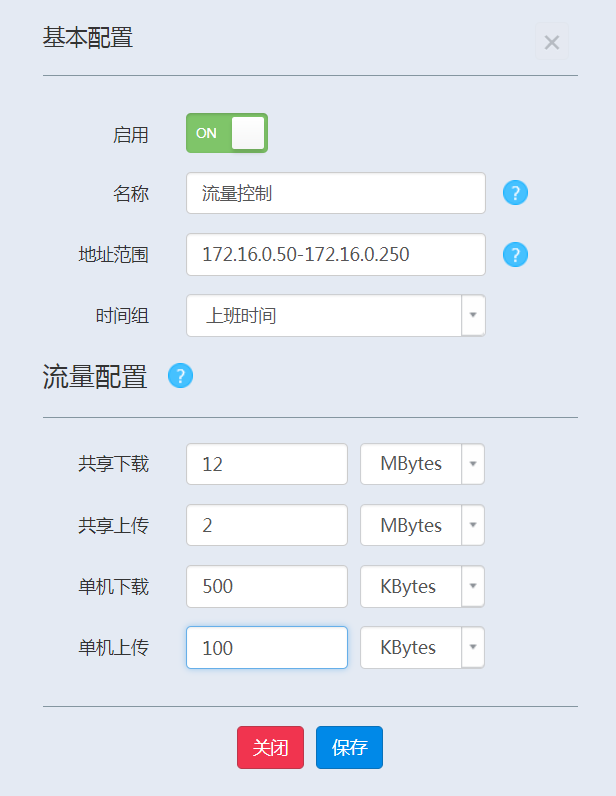 基本配置 ×
启用 ON
名称 流量控制 ?
地址范围 172.16.0.50-172.16.0.250 ?
时间组 上班时间
流量配置 ?
共享下载 12 MBytes
共享上传 2 MBytes
单机下载 500 KBytes
单机上传 100 KBytes
关闭 保存